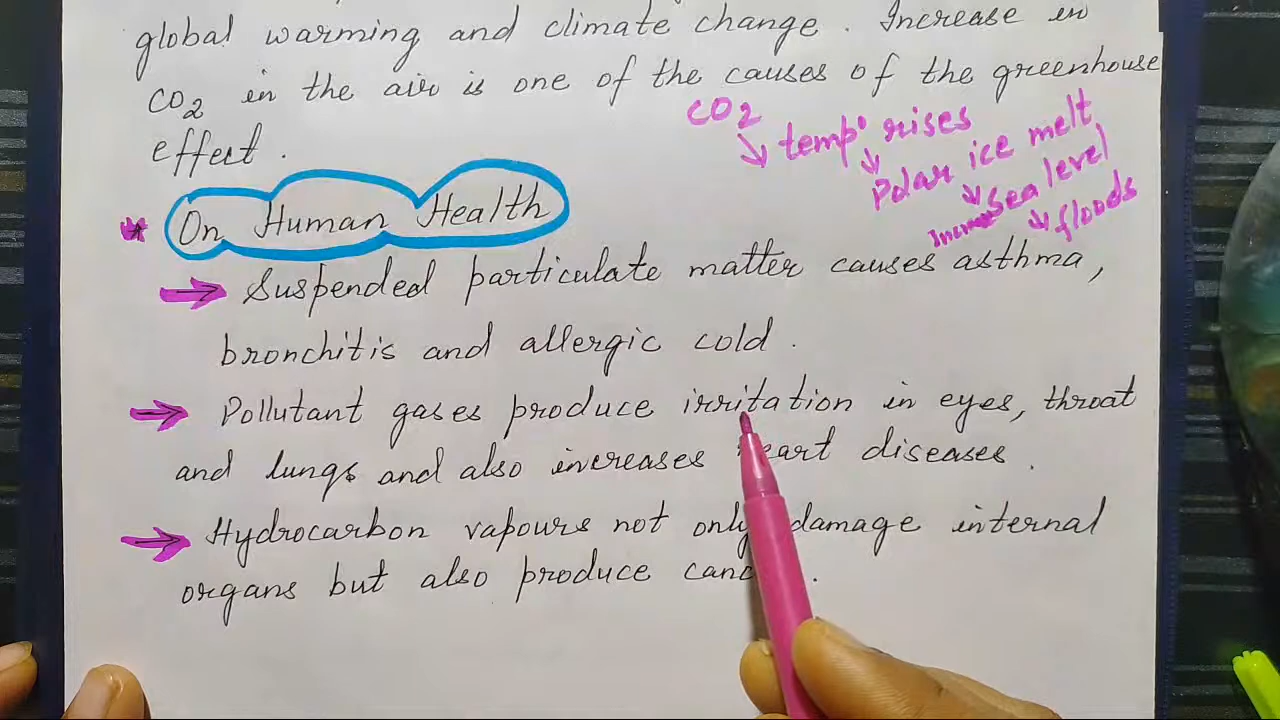 global warming and climate change. Increase in
CO2 in the air is one of the causes of the greenhouse
effect.
CO2
temp° rises
Polar ice melt
sea level
floods
On Human Health
Suspended particulate matter causes asthma,
bronchitis and allergic cold.
Pollutant gases produce irritation in eyes, throat
and lungs and also increases heart diseases.
Hydrocarbon vapours not only damage internal
organs but also produce